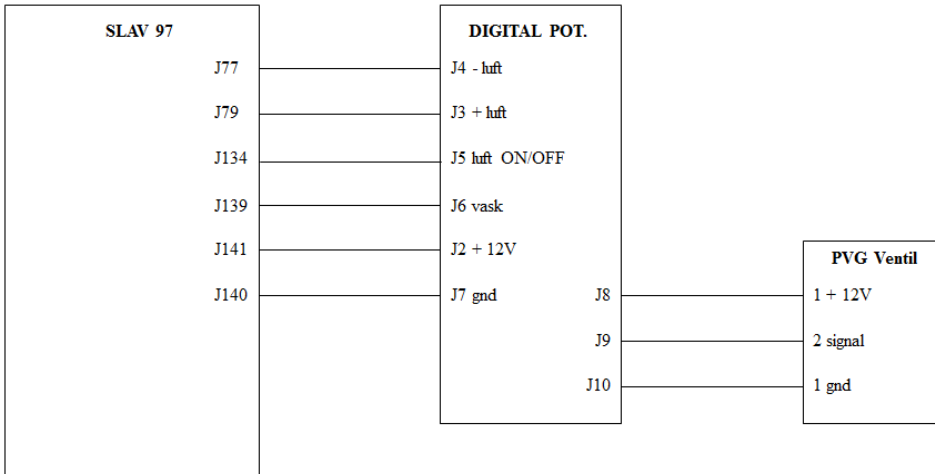 SLAV 97
DIGITAL POT.
J77
J4 - luft
J79
J3 + luft
J134
J5 luft ON/OFF
J139
J6 vask
J141
J2 + 12V
PVG Ventil
J140
J7 gnd
J8
1 + 12V
J9
2 signal
J10
1 gnd